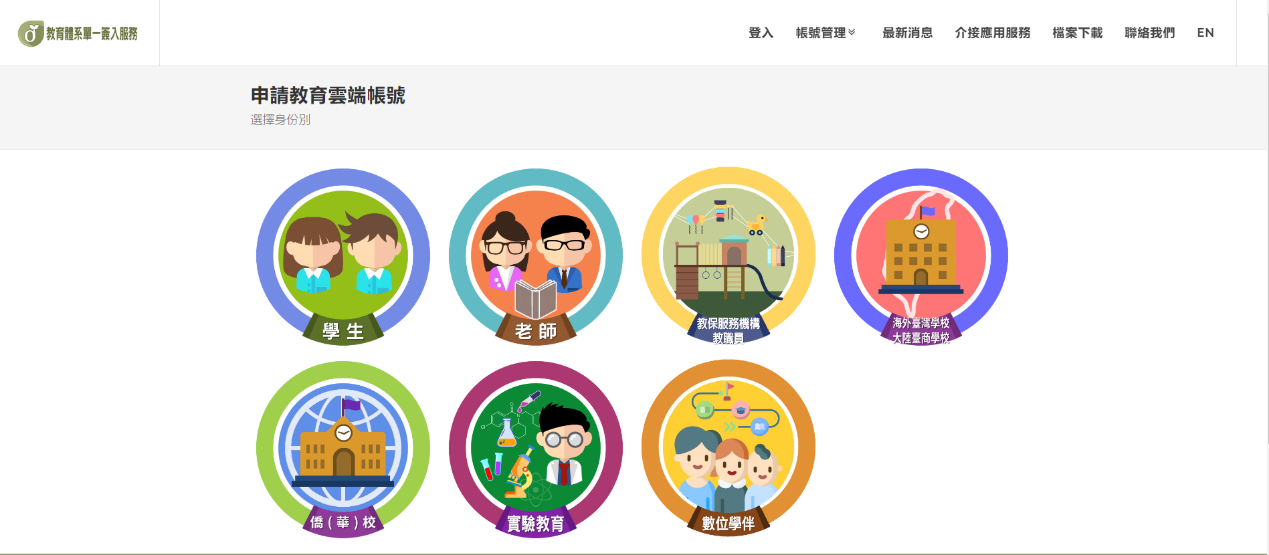 教育體系單一簽入服務
登入 帳號管理 最新消息 介接應用服務 檔案下載 聯絡我們 EN
申請教育雲端帳號
選擇身份別
學生
老師
教保服務機構
教職員
海外臺灣學校
大陸臺商學校
僑(華)校
實驗教育
數位學伴